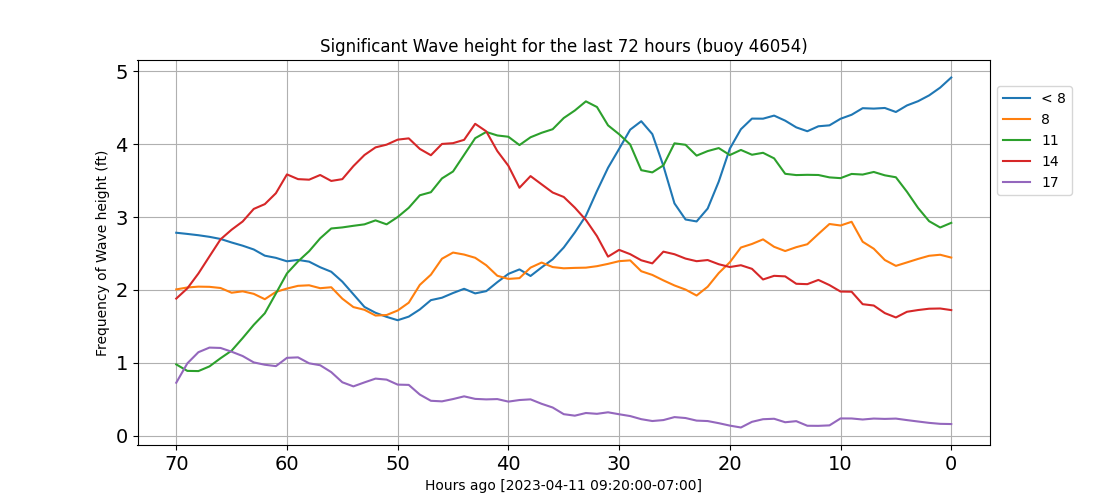 Significant Wave height for the last 72 hours (buoy 46054)
Frequency of Wave height (ft)
5
4
3
2
1
0
70 60 50 40 30 20 10 0
Hours ago [2023-04-11 09:20:00-07:00]
< 8
8
11
14
17